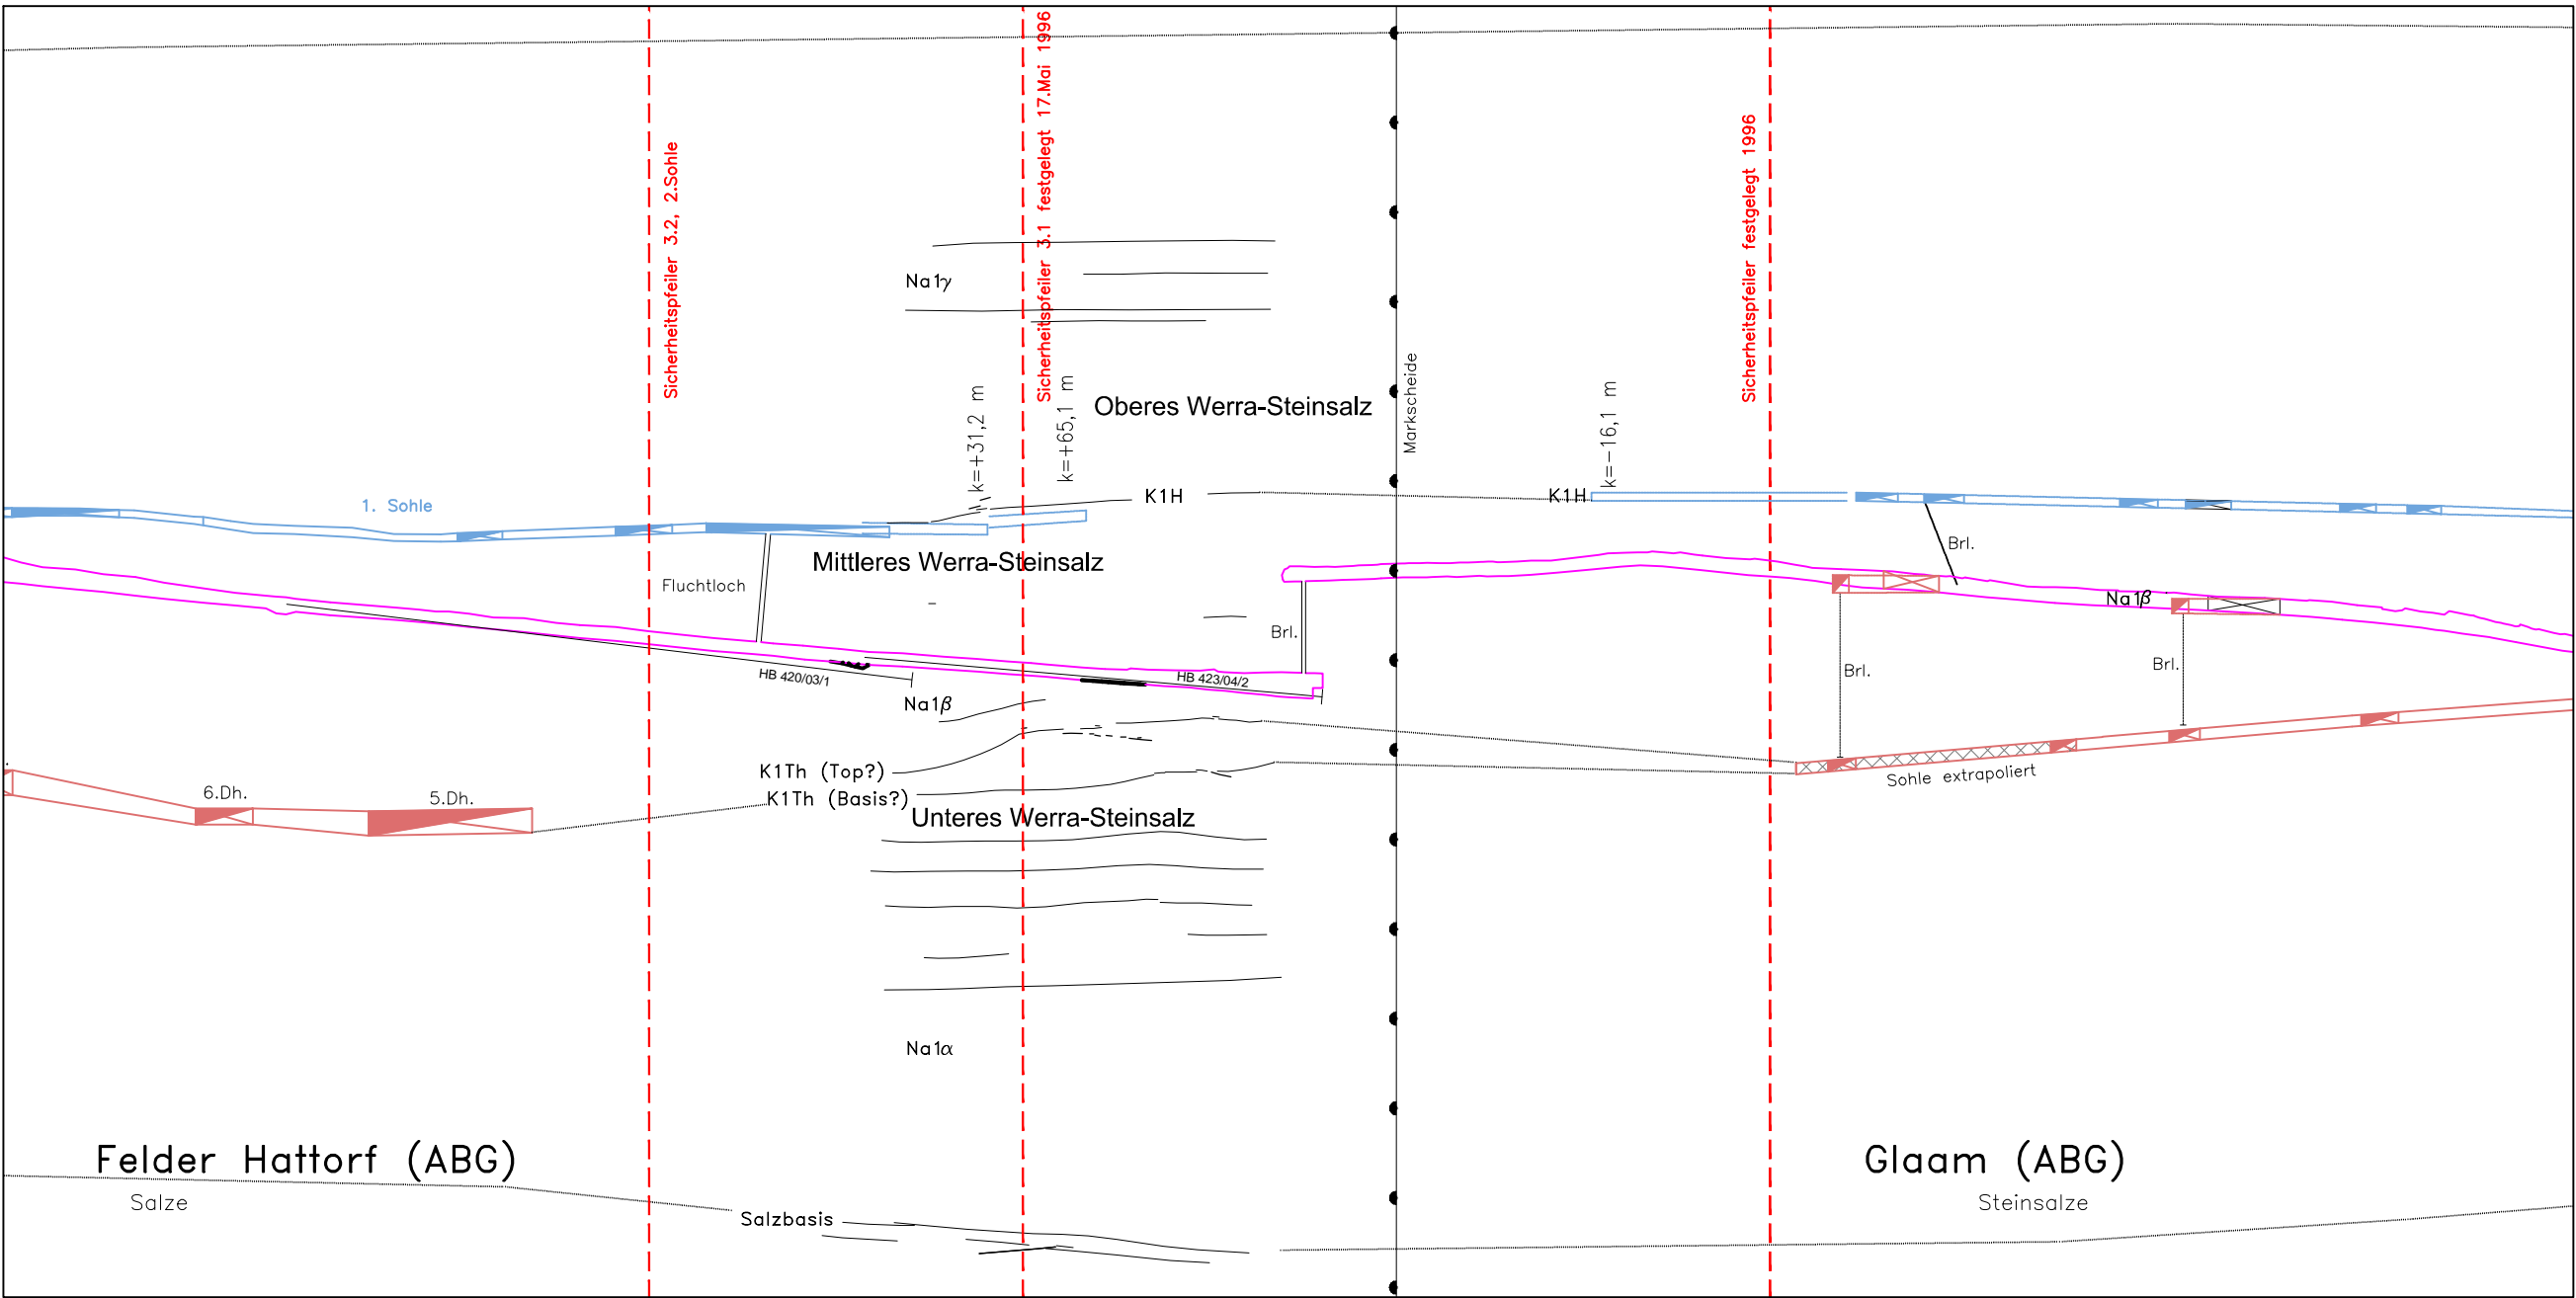 Sicherheitspfeiler 3.2, 2.Sohle
Sicherheitspfeiler 3.1 festgelegt 17.Mai 1996
Sicherheitspfeiler festgelegt 1996
Na1γ
k=+31,2 m
k=+65,1 m
Oberes Werra-Steinsalz
Markscheide
k=-16,1 m
K1H
K1H
1. Sohle
Mittleres Werra-Steinsalz
Fluchtloch
Brl.
Brl.
Na1β
Brl.
Brl.
HB 420/03/1
HB 423/04/2
Na1β
K1Th (Top?)
K1Th (Basis?)
Sohle extrapoliert
6.Dh.
5.Dh.
Unteres Werra-Steinsalz
Na1α
Felder Hattorf (ABG)
Salze
Glaam (ABG)
Steinsalze
Salzbasis